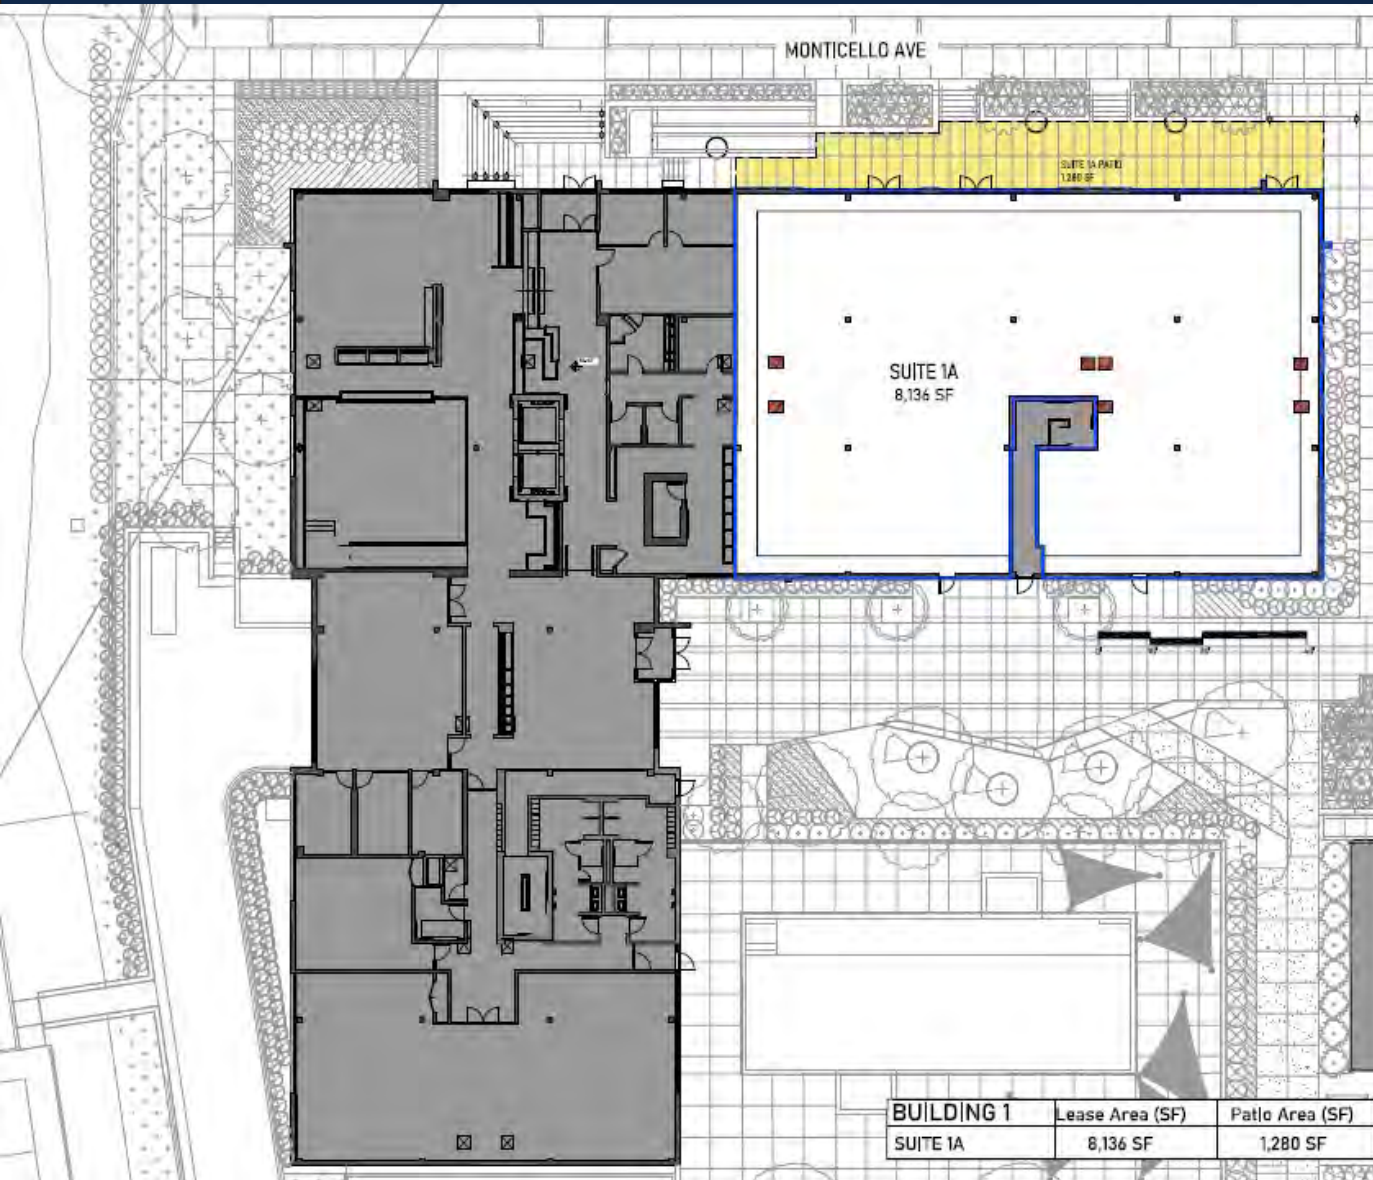 MONTICELLO AVE
SUITE 1A PATIO
1,280 SF
SUITE 1A
8,136 SF
BUILDING 1 Lease Area (SF) Patio Area (SF)
SUITE 1A 8,136 SF 1,280 SF